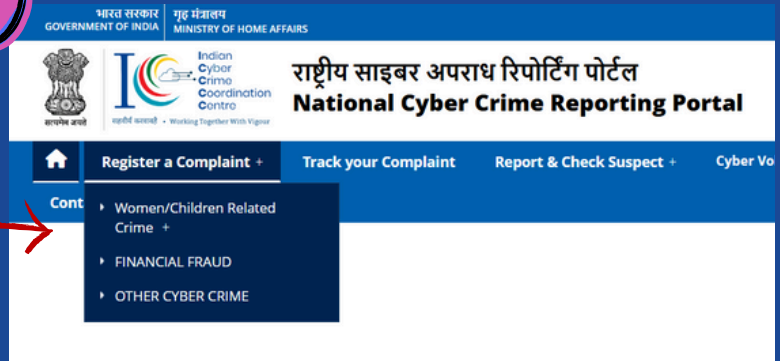 भारत सरकार
GOVERNMENT OF INDIA
गृह मंत्रालय
MINISTRY OF HOME AFFAIRS
सत्यमेव जयते
Indian
Cyber
Crime
Coordination
Centre
Working Together With Vigour
राष्ट्रीय साइबर अपराध रिपोर्टिंग पोर्टल
National Cyber Crime Reporting Portal
Register a Complaint +
Track your Complaint
Report & Check Suspect +
Cyber Vo
Cont
Women/Children Related
Crime +
FINANCIAL FRAUD
OTHER CYBER CRIME